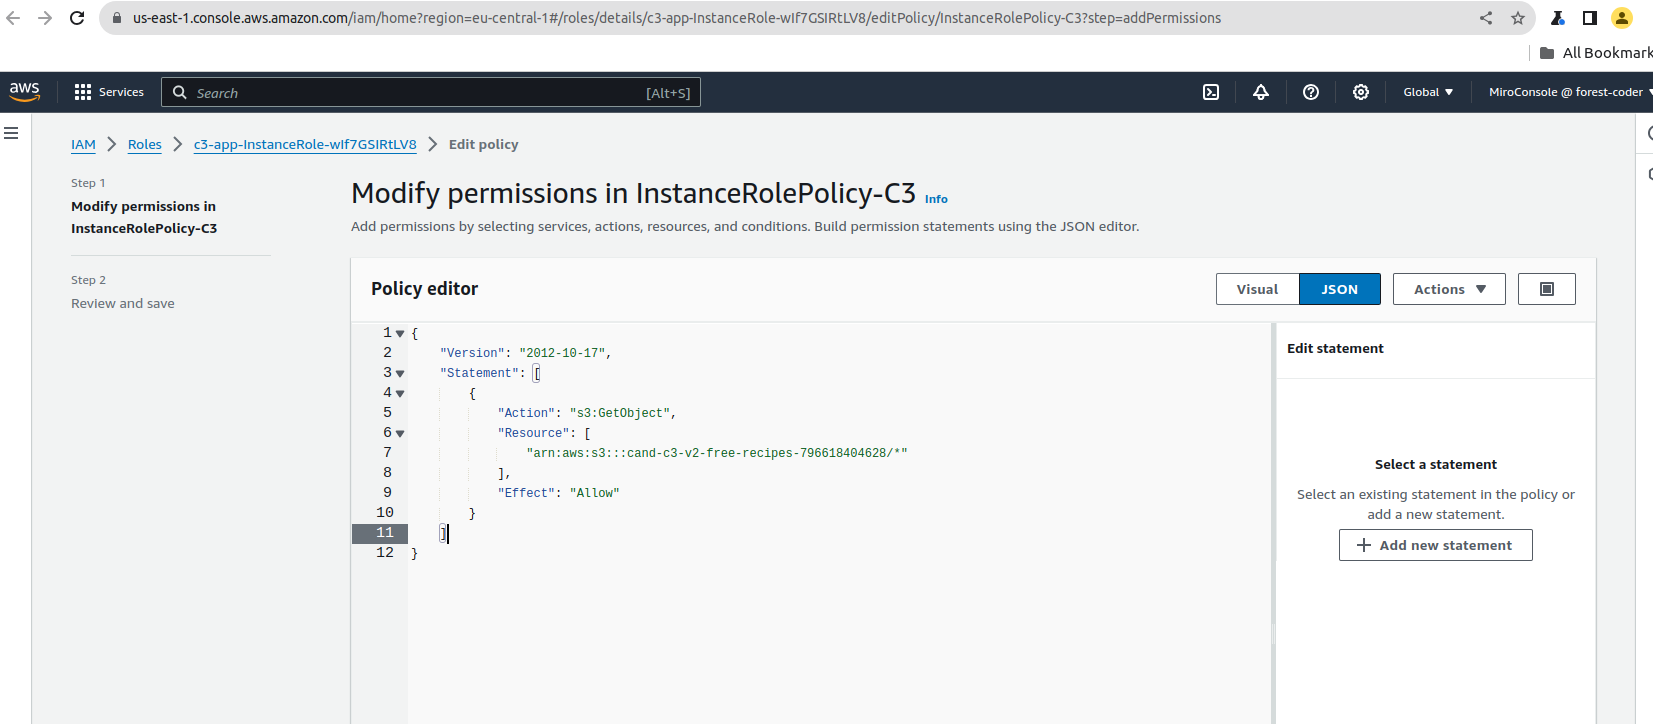 us-east-1.console.aws.amazon.com/iam/home?region=eu-central-1#/roles/details/c3-app-InstanceRole-wIf7GSIRtLV8/editPolicy/InstanceRolePolicy-C3?step=addPermissions
All Bookmark
aws Services Search [Alt+S] Global MiroConsole @ forest-coder
IAM Roles c3-app-InstanceRole-wIf7GSIRtLV8 Edit policy
Step 1
Modify permissions in
InstanceRolePolicy-C3
Step 2
Review and save
Modify permissions in InstanceRolePolicy-C3 Info
Add permissions by selecting services, actions, resources, and conditions. Build permission statements using the JSON editor.
Policy editor Visual JSON Actions
1 {
2 "Version": "2012-10-17",
3 "Statement": [
4 {
5 "Action": "s3:GetObject",
6 "Resource": [
7 "arn:aws:s3:::cand-c3-v2-free-recipes-796618404628/*"
8 ],
9 "Effect": "Allow"
10 }
11 ]
12 }
Edit statement
Select a statement
Select an existing statement in the policy or
add a new statement.
+ Add new statement